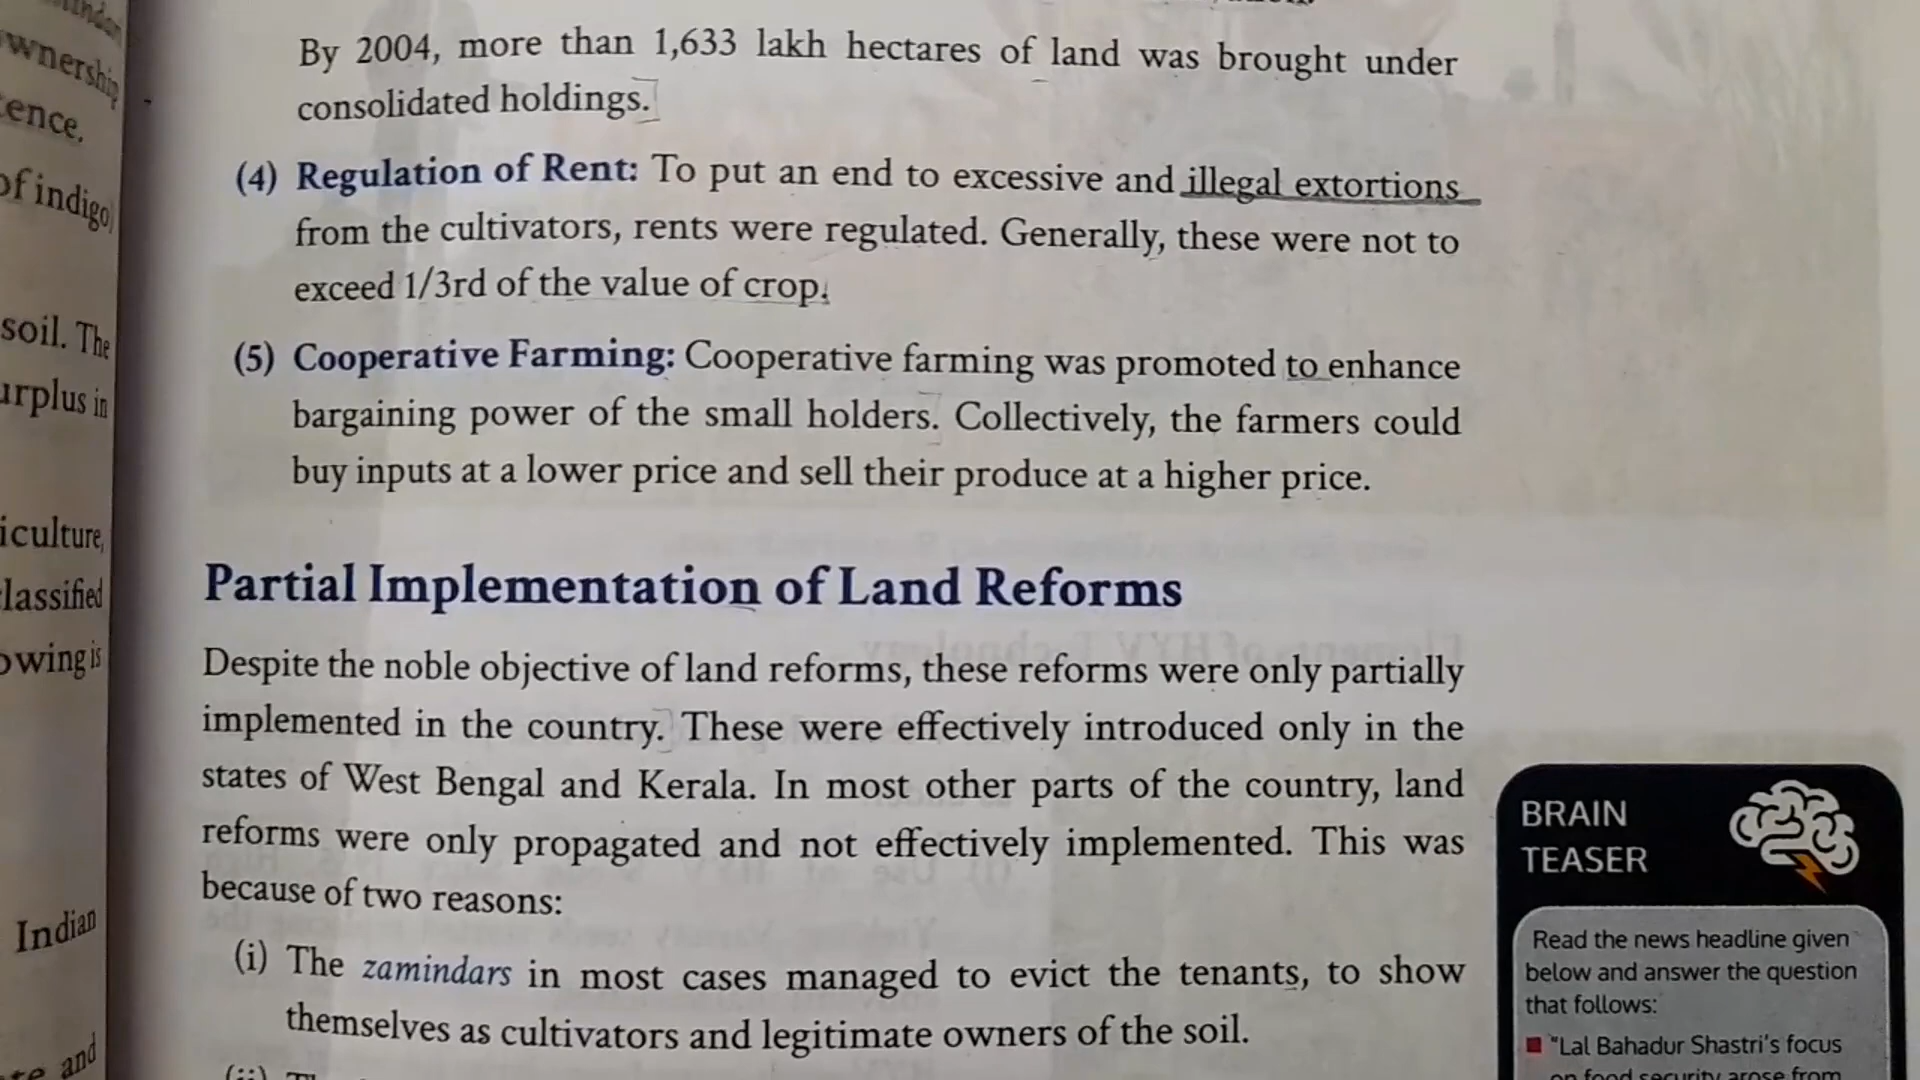 ownership
ence.
of indigo
soil. The
urplus in
iculture,
lassified
owing is
Indian
and
By 2004, more than 1,633 lakh hectares of land was brought under
consolidated holdings.
(4) Regulation of Rent: To put an end to excessive and illegal extortions
from the cultivators, rents were regulated. Generally, these were not to
exceed 1/3rd of the value of crop.
(5) Cooperative Farming: Cooperative farming was promoted to enhance
bargaining power of the small holders. Collectively, the farmers could
buy inputs at a lower price and sell their produce at a higher price.
Partial Implementation of Land Reforms
Despite the noble objective of land reforms, these reforms were only partially
implemented in the country. These were effectively introduced only in the
states of West Bengal and Kerala. In most other parts of the country, land
reforms were only propagated and not effectively implemented. This was
because of two reasons:
(i) The zamindars in most cases managed to evict the tenants, to show
themselves as cultivators and legitimate owners of the soil.
BRAIN
TEASER
Read the news headline given
below and answer the question
that follows:
"Lal Bahadur Shastri's focus
on food security arose from